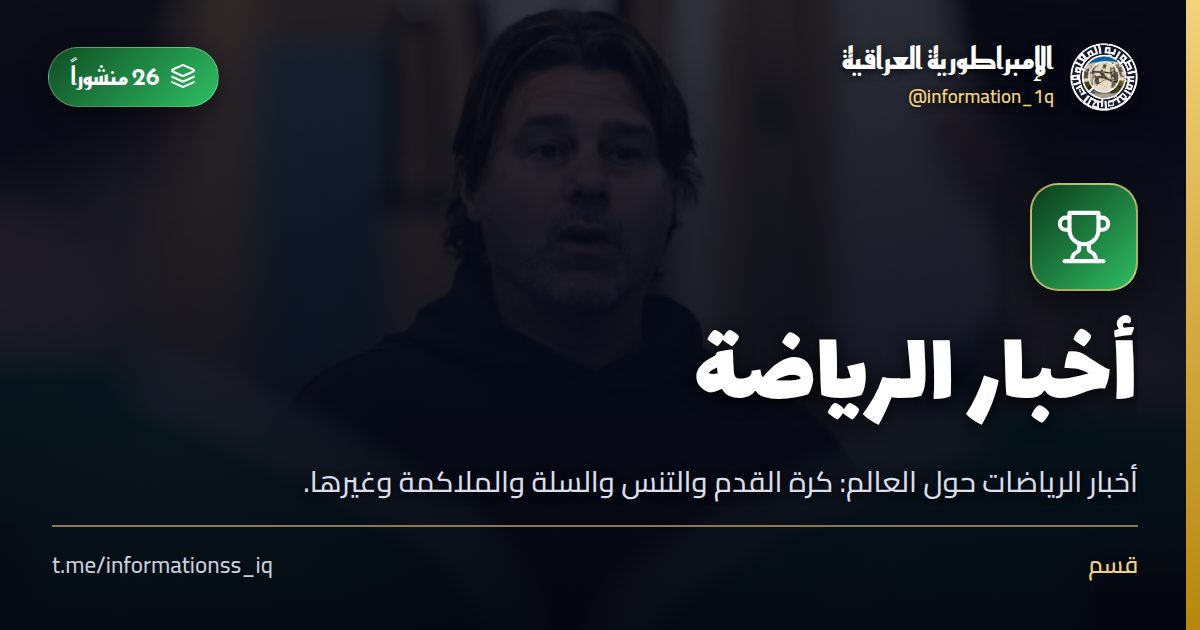 الإمبراطورية العراقية
@information_1q
26 منشوراً
أخبار الرياضة
أخبار الرياضات حول العالم: كرة القدم والتنس والسلة والملاكمة وغيرها.
قسم
t.me/informationss_iq